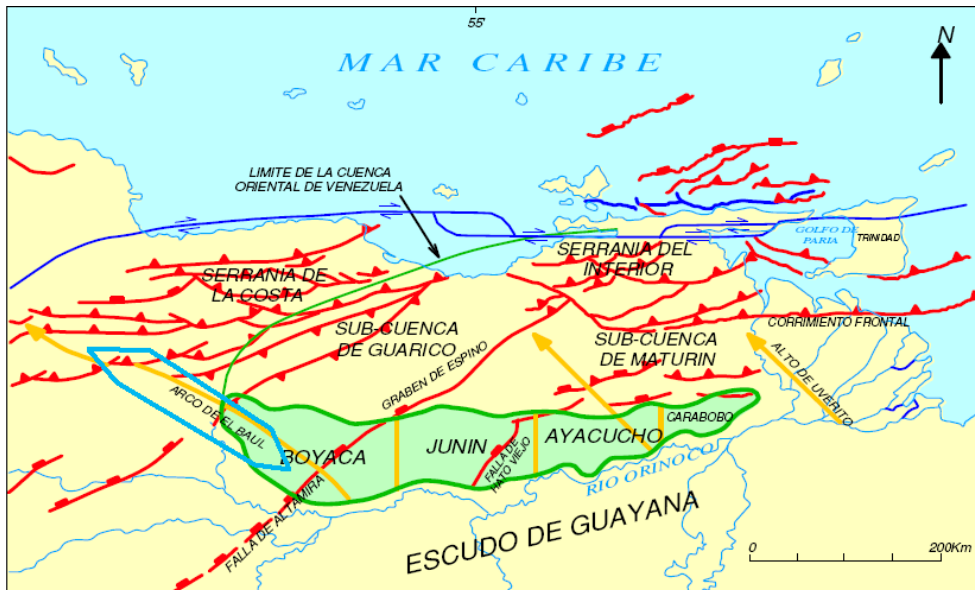 55'
N
MAR CARIBE
LIMITE DE LA CUENCA
ORIENTAL DE VENEZUELA
GOLFO DE
PARIA
TRINIDAD
SERRANIA DE
LA COSTA
SERRANIA DEL
INTERIOR
SUB-CUENCA
DE GUARICO
SUB-CUENCA
DE MATURIN
CORRIMIENTO FRONTAL
GRABEN DE ESPINO
ALTO DE UVERITO
ARCO DE EL BAUL
BOYACA
JUNIN
AYACUCHO
CARABOBO
FALLA DE
HATO VIEJO
FALLA DE ALTAMIRA
RIO ORINOCO
ESCUDO DE GUAYANA
0 200Km